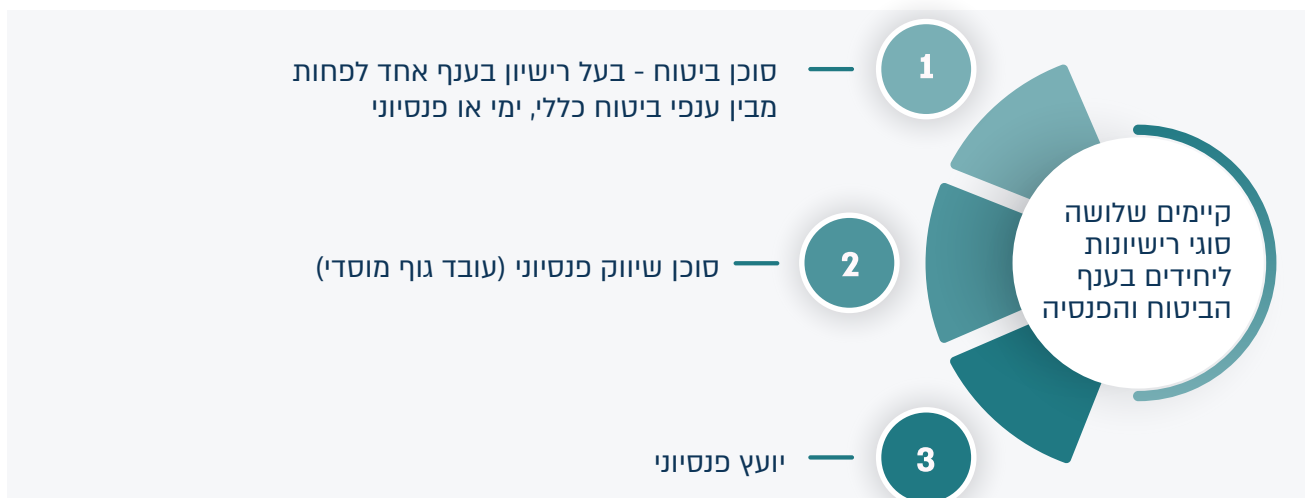 קיימים שלושה
סוגי רישיונות
ליחידים בענף
הביטוח והפנסיה
1
סוכן ביטוח - בעל רישיון בענף אחד לפחות
מבין ענפי ביטוח כללי, ימי או פנסיוני
2
סוכן שיווק פנסיוני (עובד גוף מוסדי)
3
יועץ פנסיוני